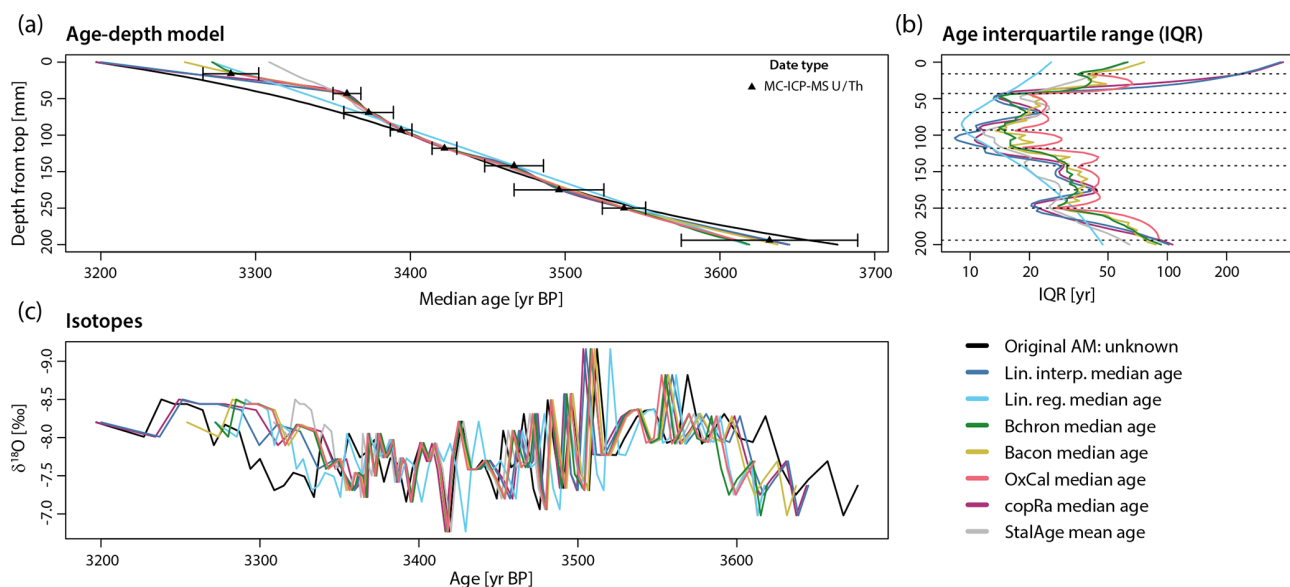 (a)
Age-depth model
Date type
MC-ICP-MS U/Th
Depth from top [mm]
0
50
100
150
250
200
3200
3300
3400
3500
3600
3700
Median age [yr BP]
(b)
Age interquartile range (IQR)
0
50
100
150
250
200
10
20
50
100
200
IQR [yr]
(c)
Isotopes
δ18O [‰]
-9.0
-8.5
-8.0
-7.5
-7.0
3200
3300
3400
3500
3600
Age [yr BP]
Original AM: unknown
Lin. interp. median age
Lin. reg. median age
Bchron median age
Bacon median age
OxCal median age
copRa median age
StalAge mean age